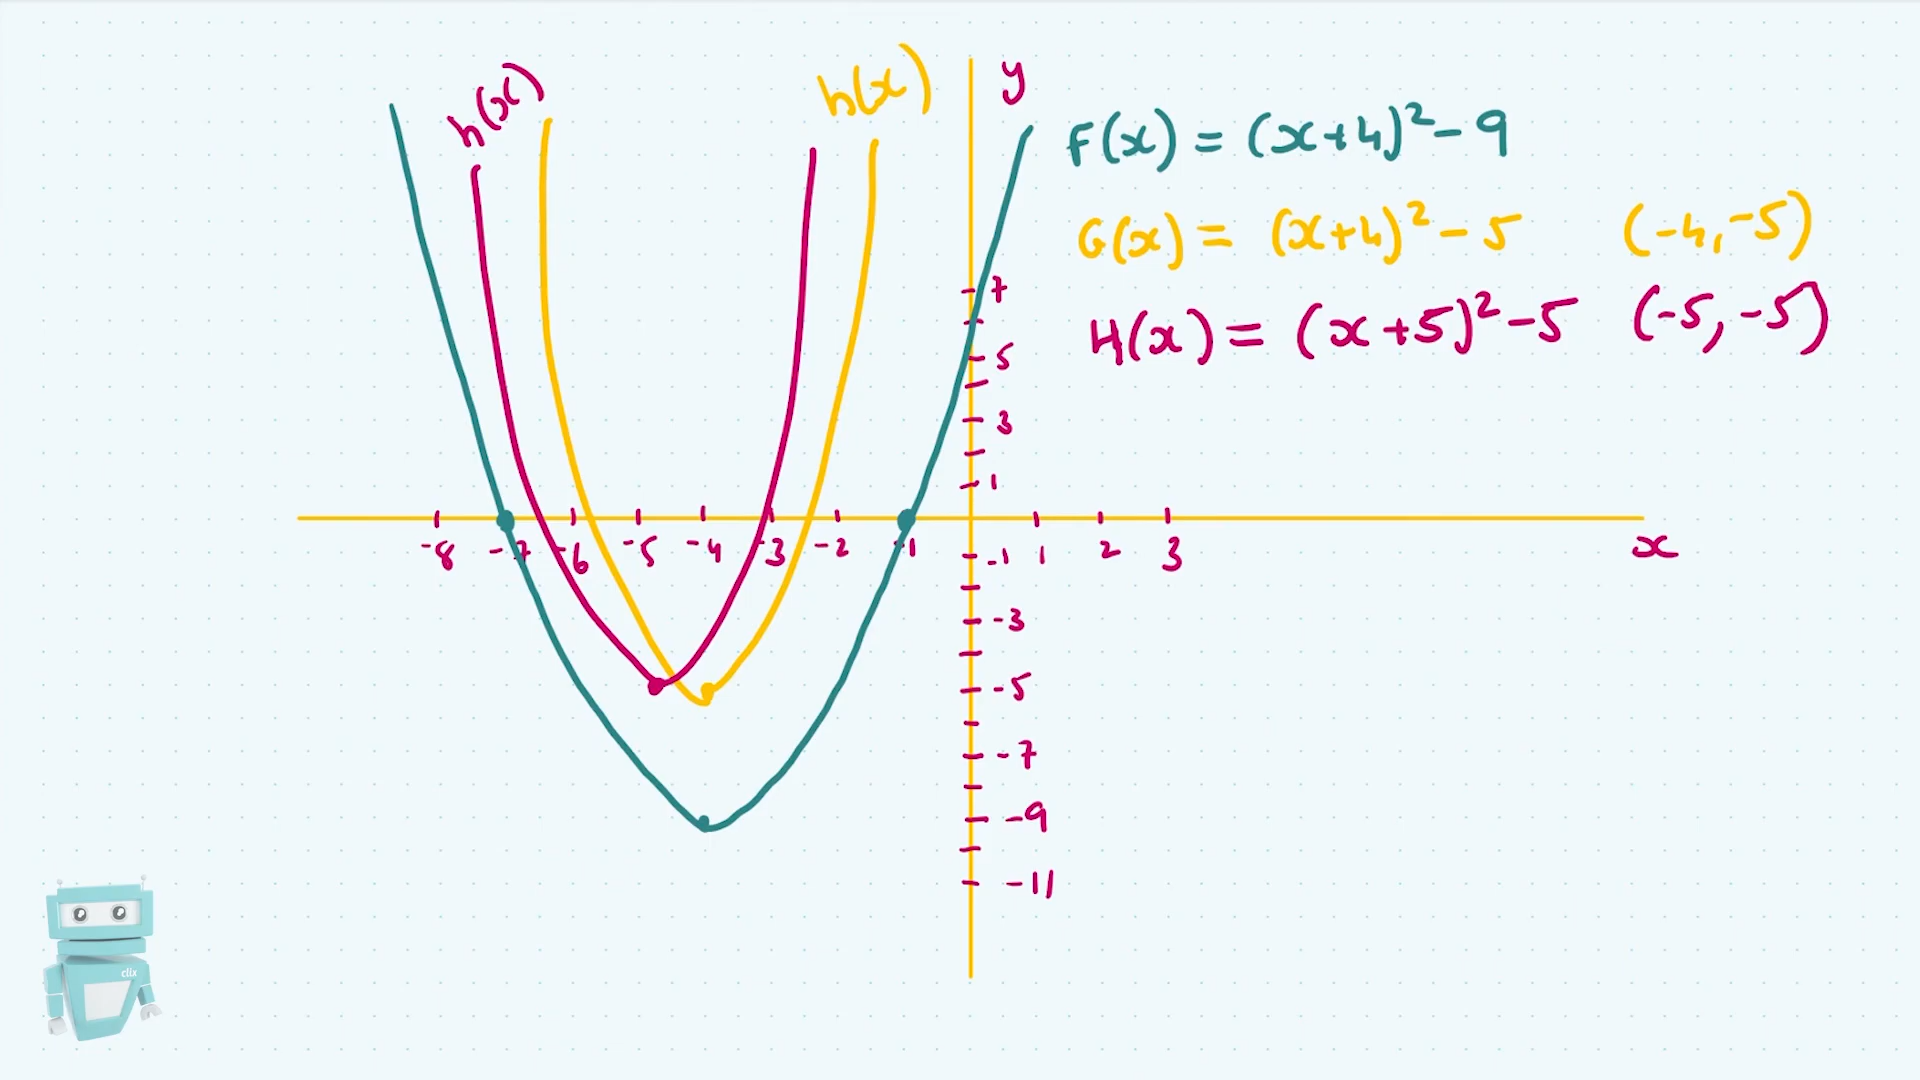 h(x)
h(x)
y
F(x) = (x+4)² - 9
G(x) = (x+4)² - 5 (-4, -5)
H(x) = (x+5)² - 5 (-5, -5)
7
5
3
1
-8 -7 -6 -5 -4 -3 -2 -1 1 2 3 x
-1
-3
-5
-7
-9
-11
clix